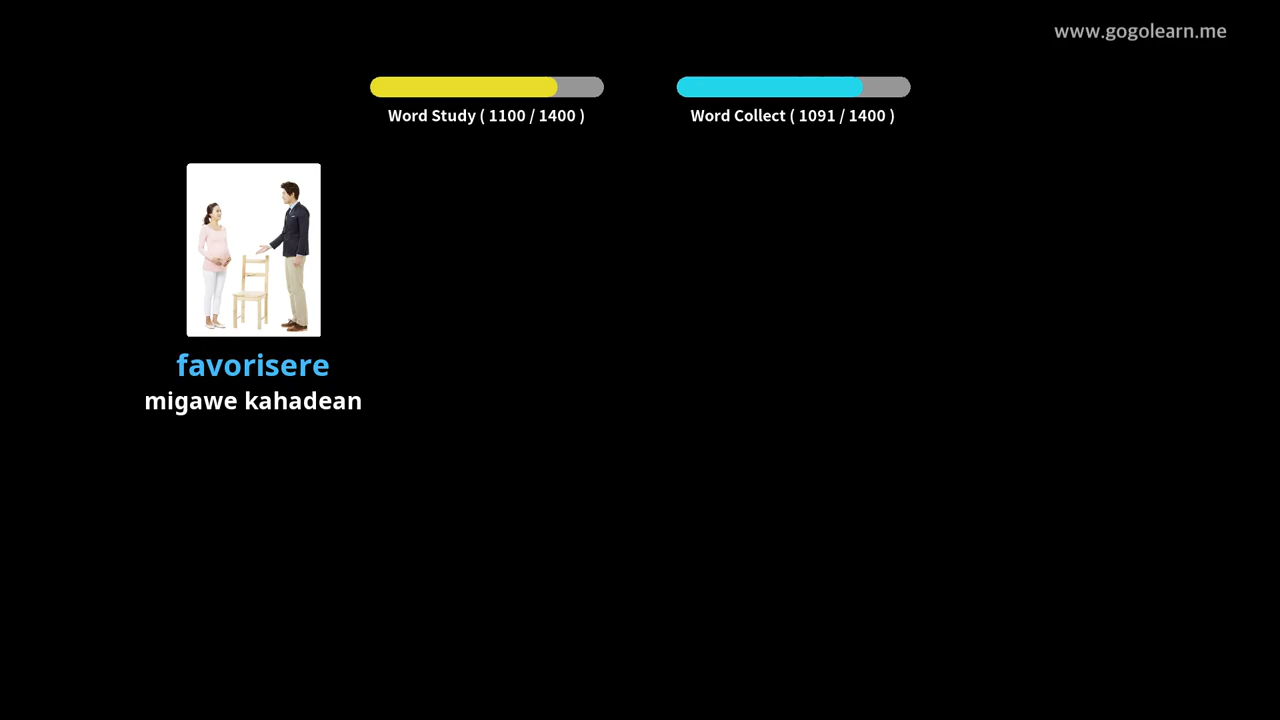 www.gogolearn.me
Word Study ( 1100 / 1400 )
Word Collect ( 1091 / 1400 )
favorisere
migawe kahadean